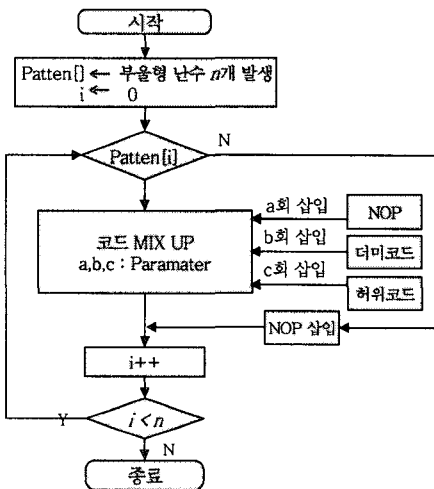 시작
Patten[] ← 부울형 난수 n개 발생
i ← 0
Patten[i]
N
코드 MIX UP
a,b,c : Paramater
a회 삽입
NOP
b회 삽입
더미코드
c회 삽입
허위코드
NOP 삽입
i++
Y
i < n
N
종료